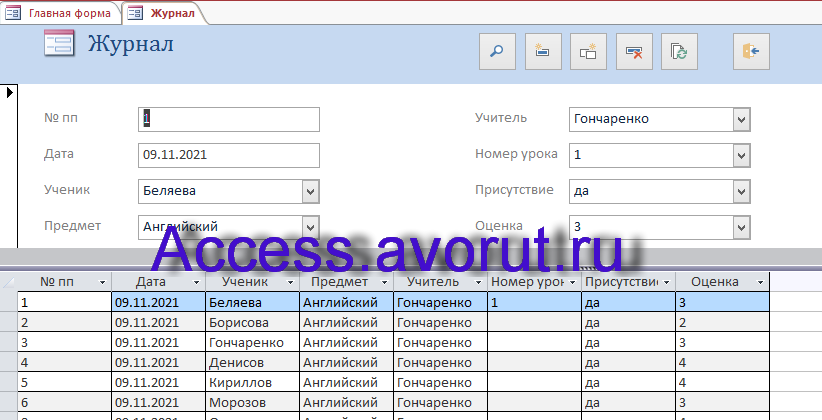 Главная форма Журнал
Журнал
№ пп 1 Учитель Гончаренко
Дата 09.11.2021 Номер урока 1
Ученик Беляева Присутствие да
Предмет Английский Оценка 3
Access.avorut.ru
№ пп Дата Ученик Предмет Учитель Номер урок Присутствие Оценка
1 09.11.2021 Беляева Английский Гончаренко 1 да 3
2 09.11.2021 Борисова Английский Гончаренко да 2
3 09.11.2021 Гончаренко Английский Гончаренко да 3
4 09.11.2021 Денисов Английский Гончаренко да 4
5 09.11.2021 Кириллов Английский Гончаренко да 4
6 09.11.2021 Морозов Английский Гончаренко да 3